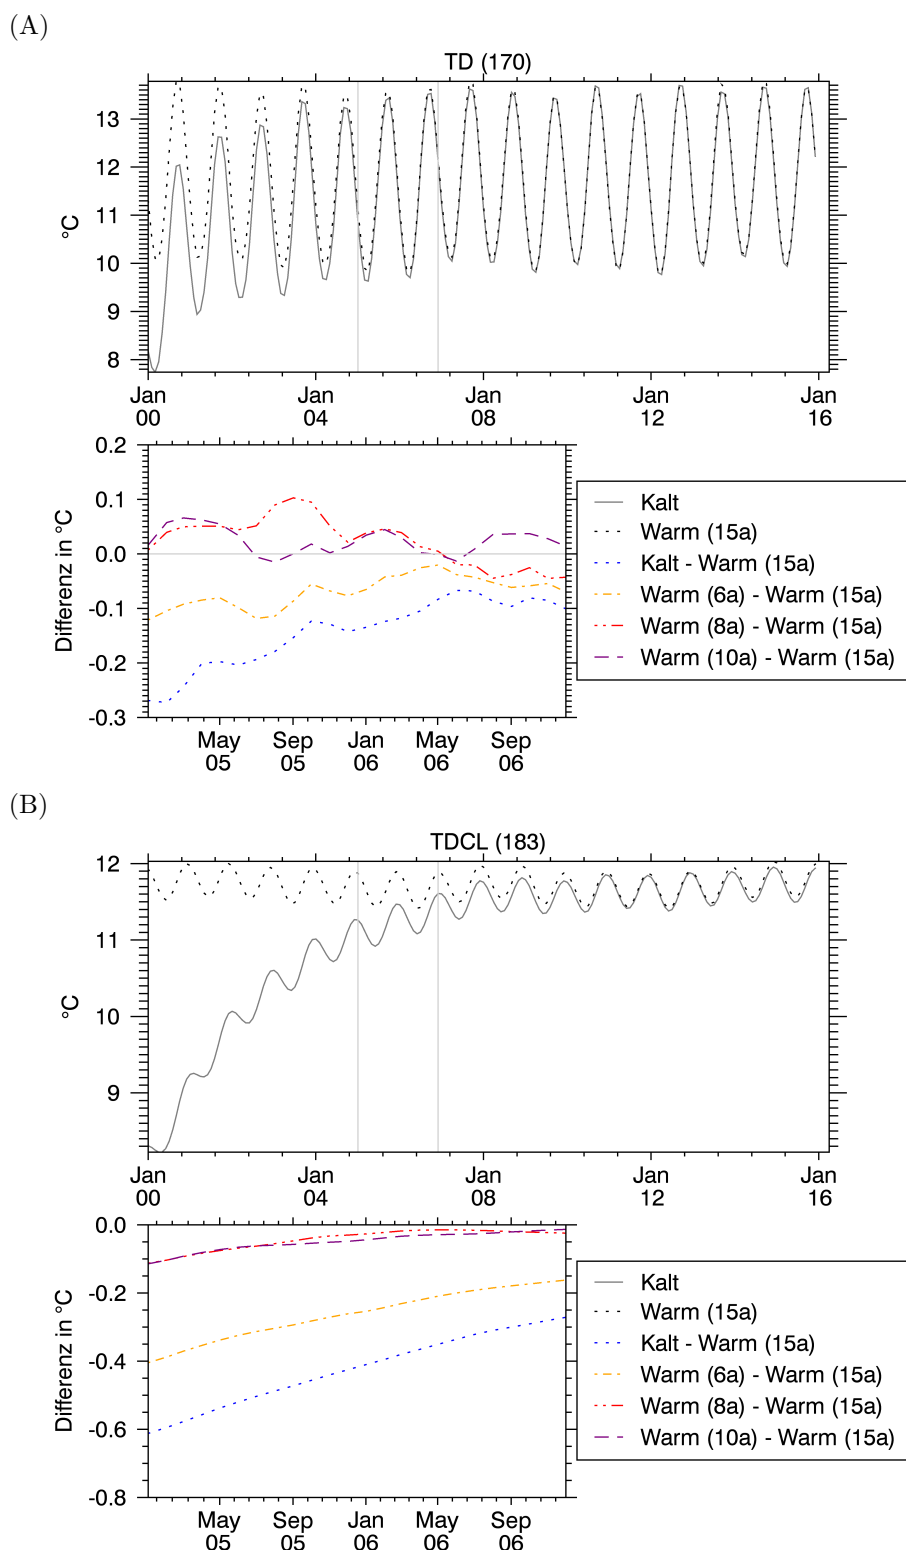 (A)
TD (170)
13
12
11
10
9
8
°C
Jan Jan Jan Jan Jan
00 04 08 12 16
0.2
0.1
0.0
-0.1
-0.2
-0.3
Differenz in °C
May Sep Jan May Sep
05 05 06 06 06
Kalt
Warm (15a)
Kalt - Warm (15a)
Warm (6a) - Warm (15a)
Warm (8a) - Warm (15a)
Warm (10a) - Warm (15a)
(B)
TDCL (183)
12
11
10
9
°C
Jan Jan Jan Jan Jan
00 04 08 12 16
0.0
-0.2
-0.4
-0.6
-0.8
Differenz in °C
May Sep Jan May Sep
05 05 06 06 06
Kalt
Warm (15a)
Kalt - Warm (15a)
Warm (6a) - Warm (15a)
Warm (8a) - Warm (15a)
Warm (10a) - Warm (15a)